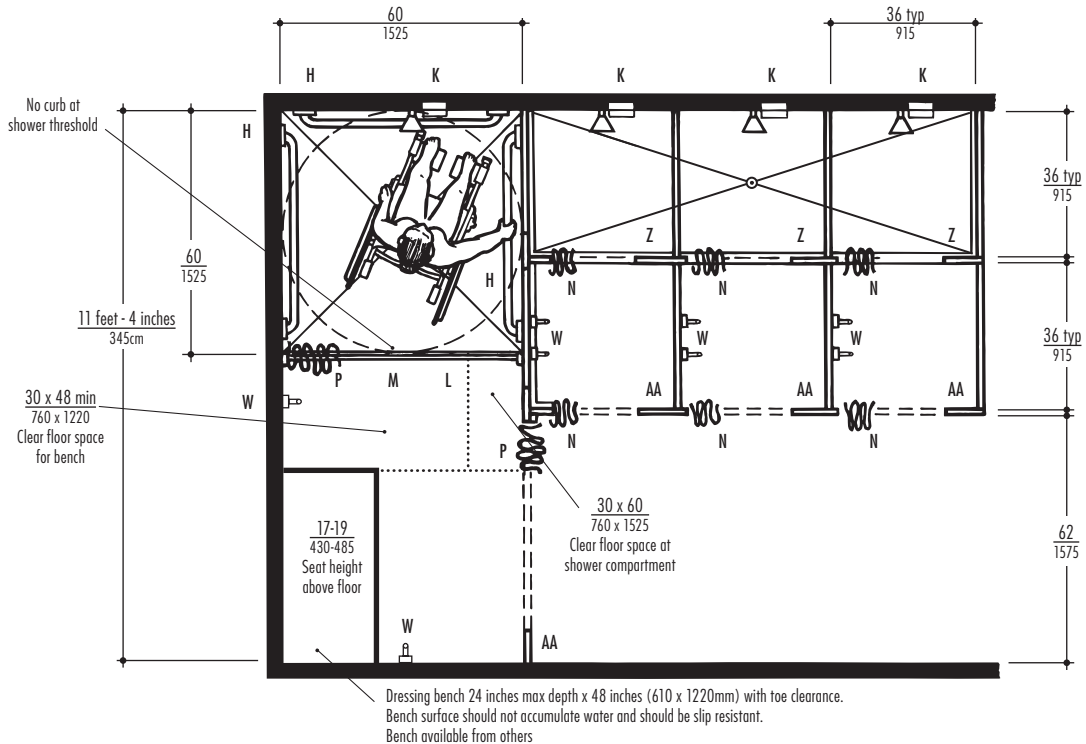 60
1525
36 typ
915
H
K
K
K
K
No curb at
shower threshold
H
36 typ
915
60
1525
Z
Z
Z
H
N
N
N
11 feet - 4 inches
345cm
W
W
W
36 typ
915
P
M
L
30 x 48 min
760 x 1220
Clear floor space
for bench
W
AA
AA
AA
N
N
N
P
30 x 60
760 x 1525
Clear floor space at
shower compartment
17-19
430-485
Seat height
above floor
62
1575
W
AA
Dressing bench 24 inches max depth x 48 inches (610 x 1220mm) with toe clearance.
Bench surface should not accumulate water and should be slip resistant.
Bench available from others